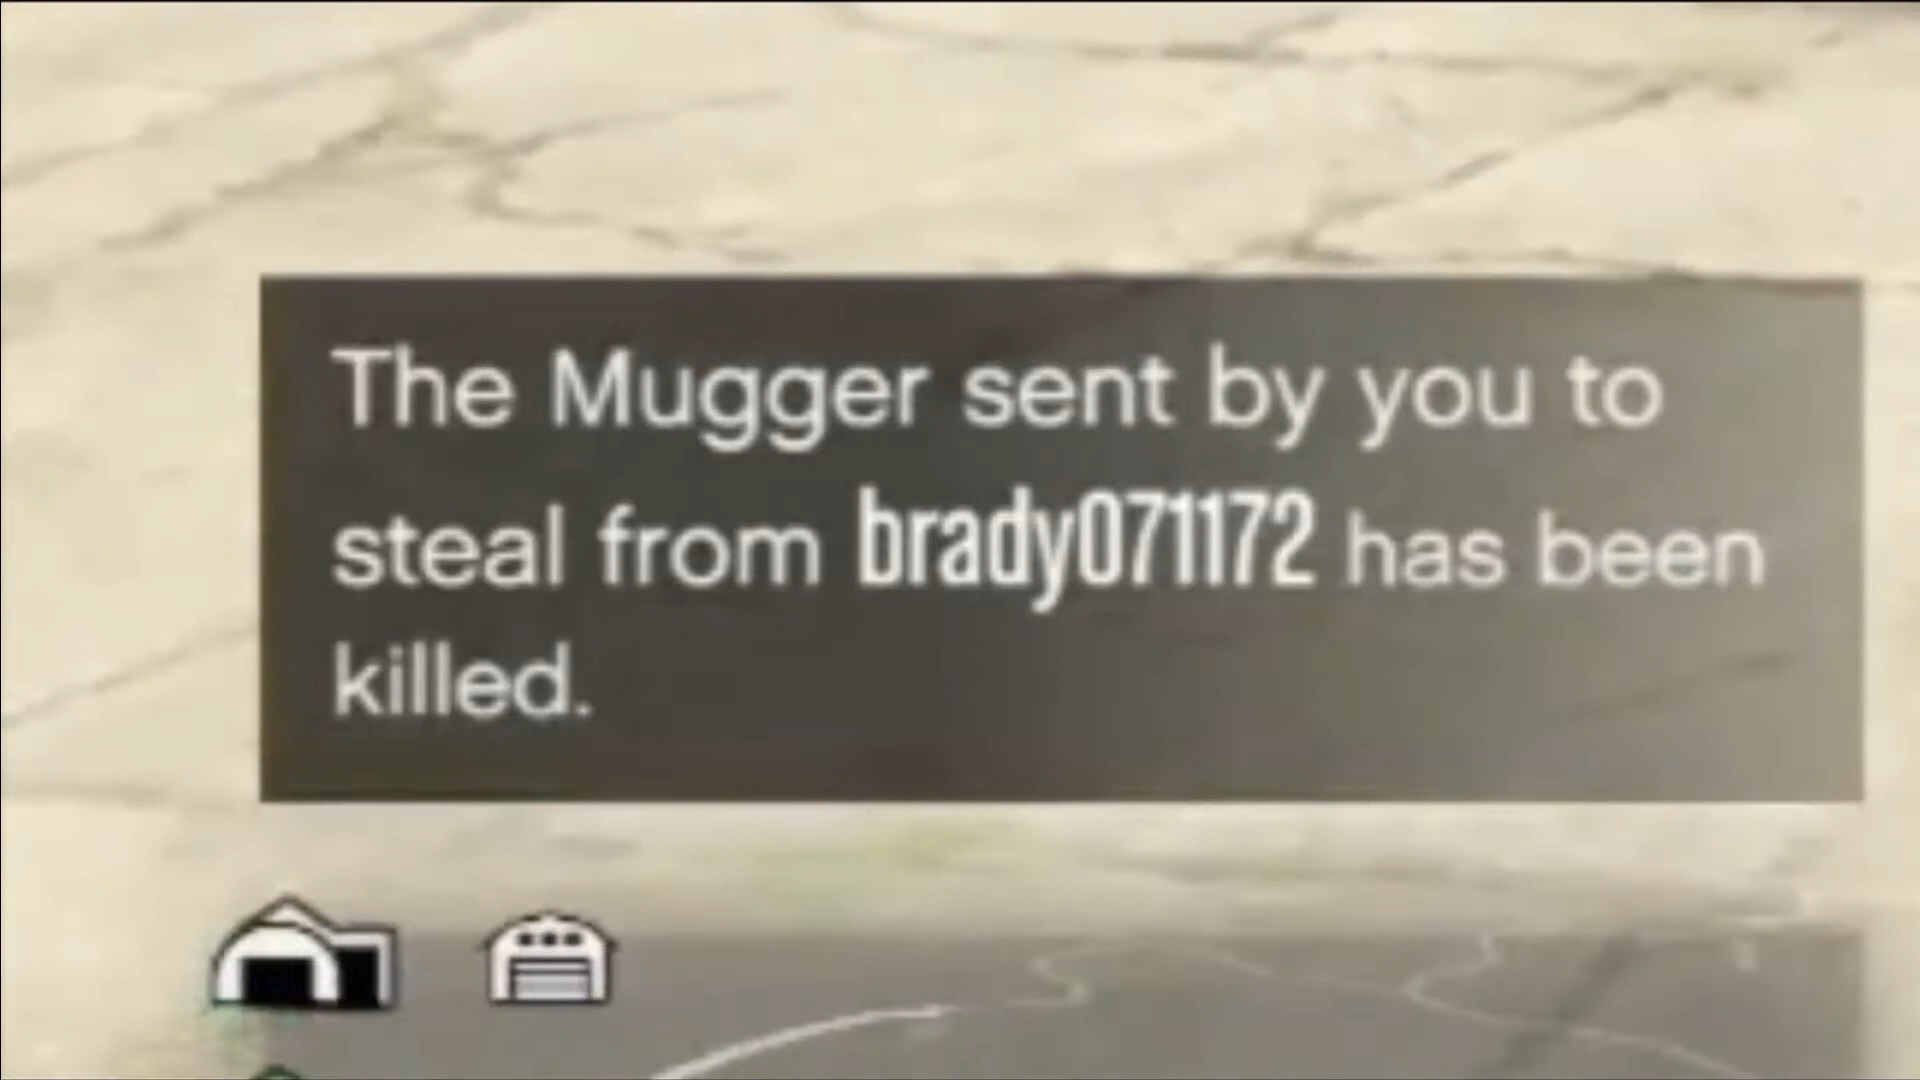 The Mugger sent by you to
steal from brady071172 has been
killed.